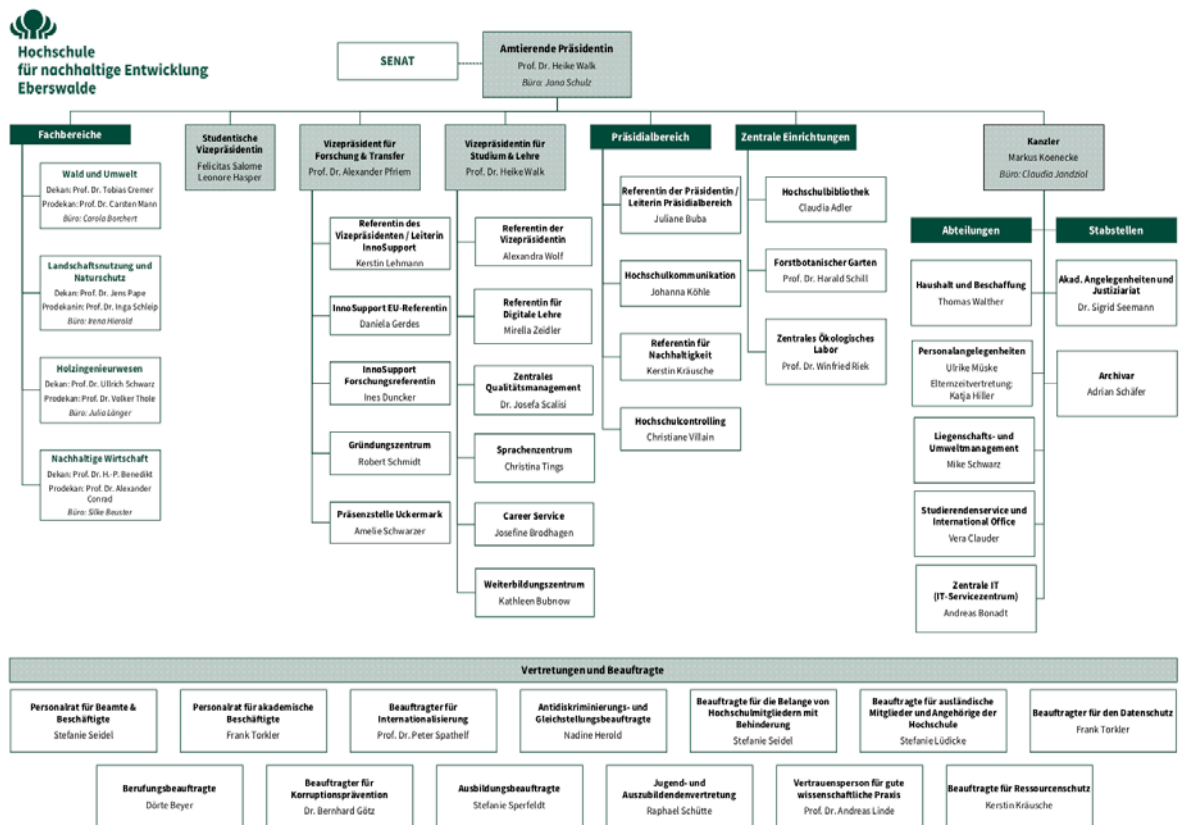 Hochschule
für nachhaltige Entwicklung
Eberswalde
SENAT
Amtierende Präsidentin
Prof. Dr. Heike Walk
Büro: Jana Schulz
Fachbereiche
Wald und Umwelt
Dekan: Prof. Dr. Tobias Cremer
Prodekan: Prof. Dr. Carsten Mann
Büro: Carola Borchert
Landschaftsnutzung und
Naturschutz
Dekan: Prof. Dr. Jens Pape
Prodekanin: Prof. Dr. Inga Schleip
Büro: Irena Hierold
Holzingenieurwesen
Dekan: Prof. Dr. Ullrich Schwarz
Prodekan: Prof. Dr. Volker Thole
Büro: Julia Länger
Nachhaltige Wirtschaft
Dekan: Prof. Dr. H.-P. Benedikt
Prodekan: Prof. Dr. Alexander
Conrad
Büro: Silke Beuster
Studentische
Vizepräsidentin
Felicitas Salome
Leonore Hasper
Vizepräsident für
Forschung & Transfer
Prof. Dr. Alexander Pfriem
Referentin des
Vizepräsidenten / Leiterin
InnoSupport
Kerstin Lehmann
InnoSupport EU-Referentin
Daniela Gerdes
InnoSupport
Forschungsreferentin
Ines Duncker
Gründungszentrum
Robert Schmidt
Präsenzstelle Uckermark
Amelie Schwarzer
Vizepräsidentin für
Studium & Lehre
Prof. Dr. Heike Walk
Referentin der
Vizepräsidentin
Alexandra Wolf
Referentin für
Digitale Lehre
Mirella Zeidler
Zentrales
Qualitätsmanagement
Dr. Josefa Scalisi
Sprachenzentrum
Christina Tings
Career Service
Josefine Brodhagen
Weiterbildungszentrum
Kathleen Bubnow
Präsidialbereich
Referentin der Präsidentin /
Leiterin Präsidialbereich
Juliane Buba
Hochschulkommunikation
Johanna Köhle
Referentin für
Nachhaltigkeit
Kerstin Kräusche
Hochschulcontrolling
Christiane Villain
Zentrale Einrichtungen
Hochschulbibliothek
Claudia Adler
Forstbotanischer Garten
Prof. Dr. Harald Schill
Zentrales Ökologisches
Labor
Prof. Dr. Winfried Riek
Kanzler
Markus Koenecke
Büro: Claudia Jandziol
Abteilungen
Haushalt und Beschaffung
Thomas Walther
Personalangelegenheiten
Ulrike Müske
Elternzeitvertretung:
Katja Hiller
Liegenschafts- und
Umweltmanagement
Mike Schwarz
Studierendenservice und
International Office
Vera Clauder
Zentrale IT
(IT-Servicezentrum)
Andreas Bonadt
Stabstellen
Akad. Angelegenheiten und
Justiziariat
Dr. Sigrid Seemann
Archivar
Adrian Schäfer
Vertretungen und Beauftragte
Personalrat für Beamte &
Beschäftigte
Stefanie Seidel
Personalrat für akademische
Beschäftigte
Frank Torkler
Beauftragter für
Internationalisierung
Prof. Dr. Peter Spathelf
Antidiskriminierungs- und
Gleichstellungsbeauftragte
Nadine Herold
Beauftragte für die Belange von
Hochschulmitgliedern mit
Behinderung
Stefanie Seidel
Beauftragte für ausländische
Mitglieder und Angehörige der
Hochschule
Stefanie Lüdicke
Beauftragter für den Datenschutz
Frank Torkler
Berufungsbeauftragte
Dörte Beyer
Beauftragter für
Korruptionsprävention
Dr. Bernhard Götz
Ausbildungsbeauftragte
Stefanie Sperfeldt
Jugend- und
Auszubildendenvertretung
Raphael Schütte
Vertrauensperson für gute
wissenschaftliche Praxis
Prof. Dr. Andreas Linde
Beauftragte für Ressourcenschutz
Kerstin Kräusche